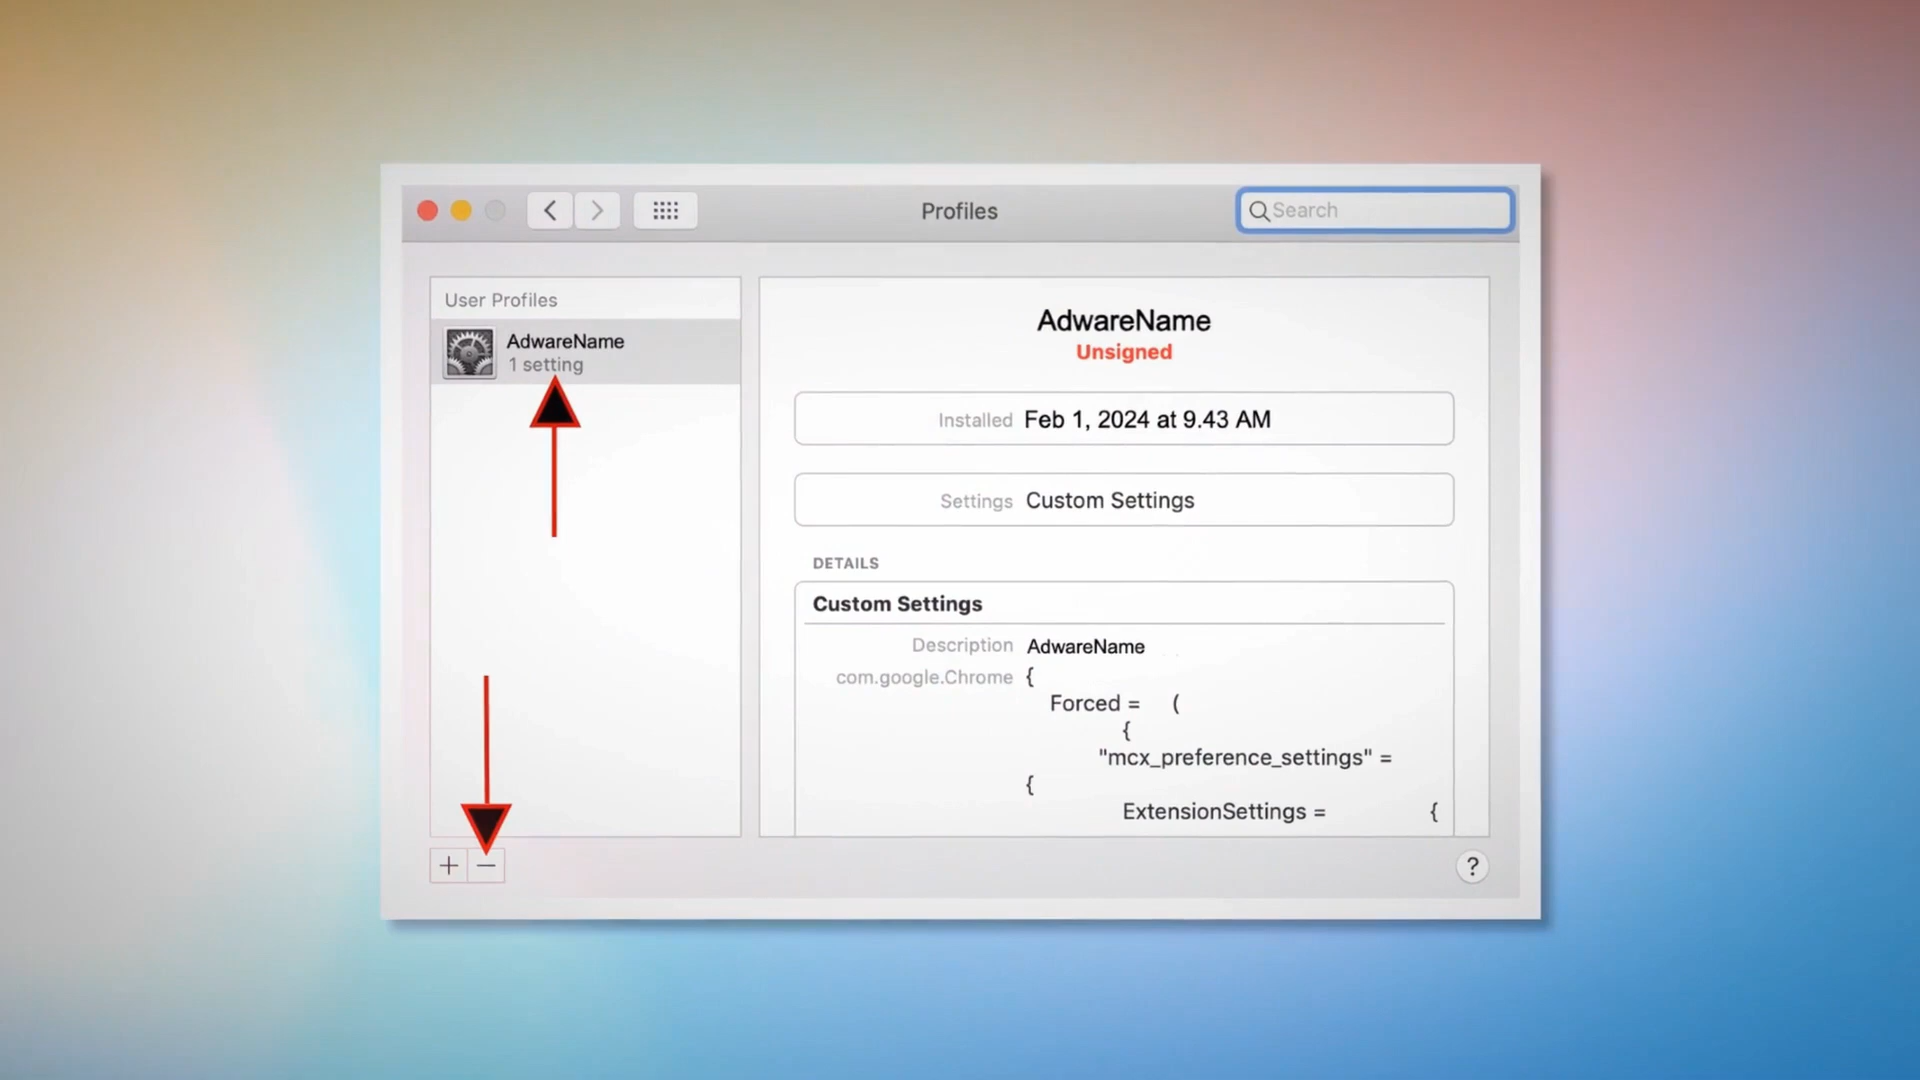 Profiles
Search
User Profiles
AdwareName
1 setting
AdwareName
Unsigned
Installed Feb 1, 2024 at 9.43 AM
Settings Custom Settings
DETAILS
Custom Settings
Description AdwareName
com.google.Chrome {
Forced = (
{
"mcx_preference_settings" =
{
ExtensionSettings = {
+ −
?